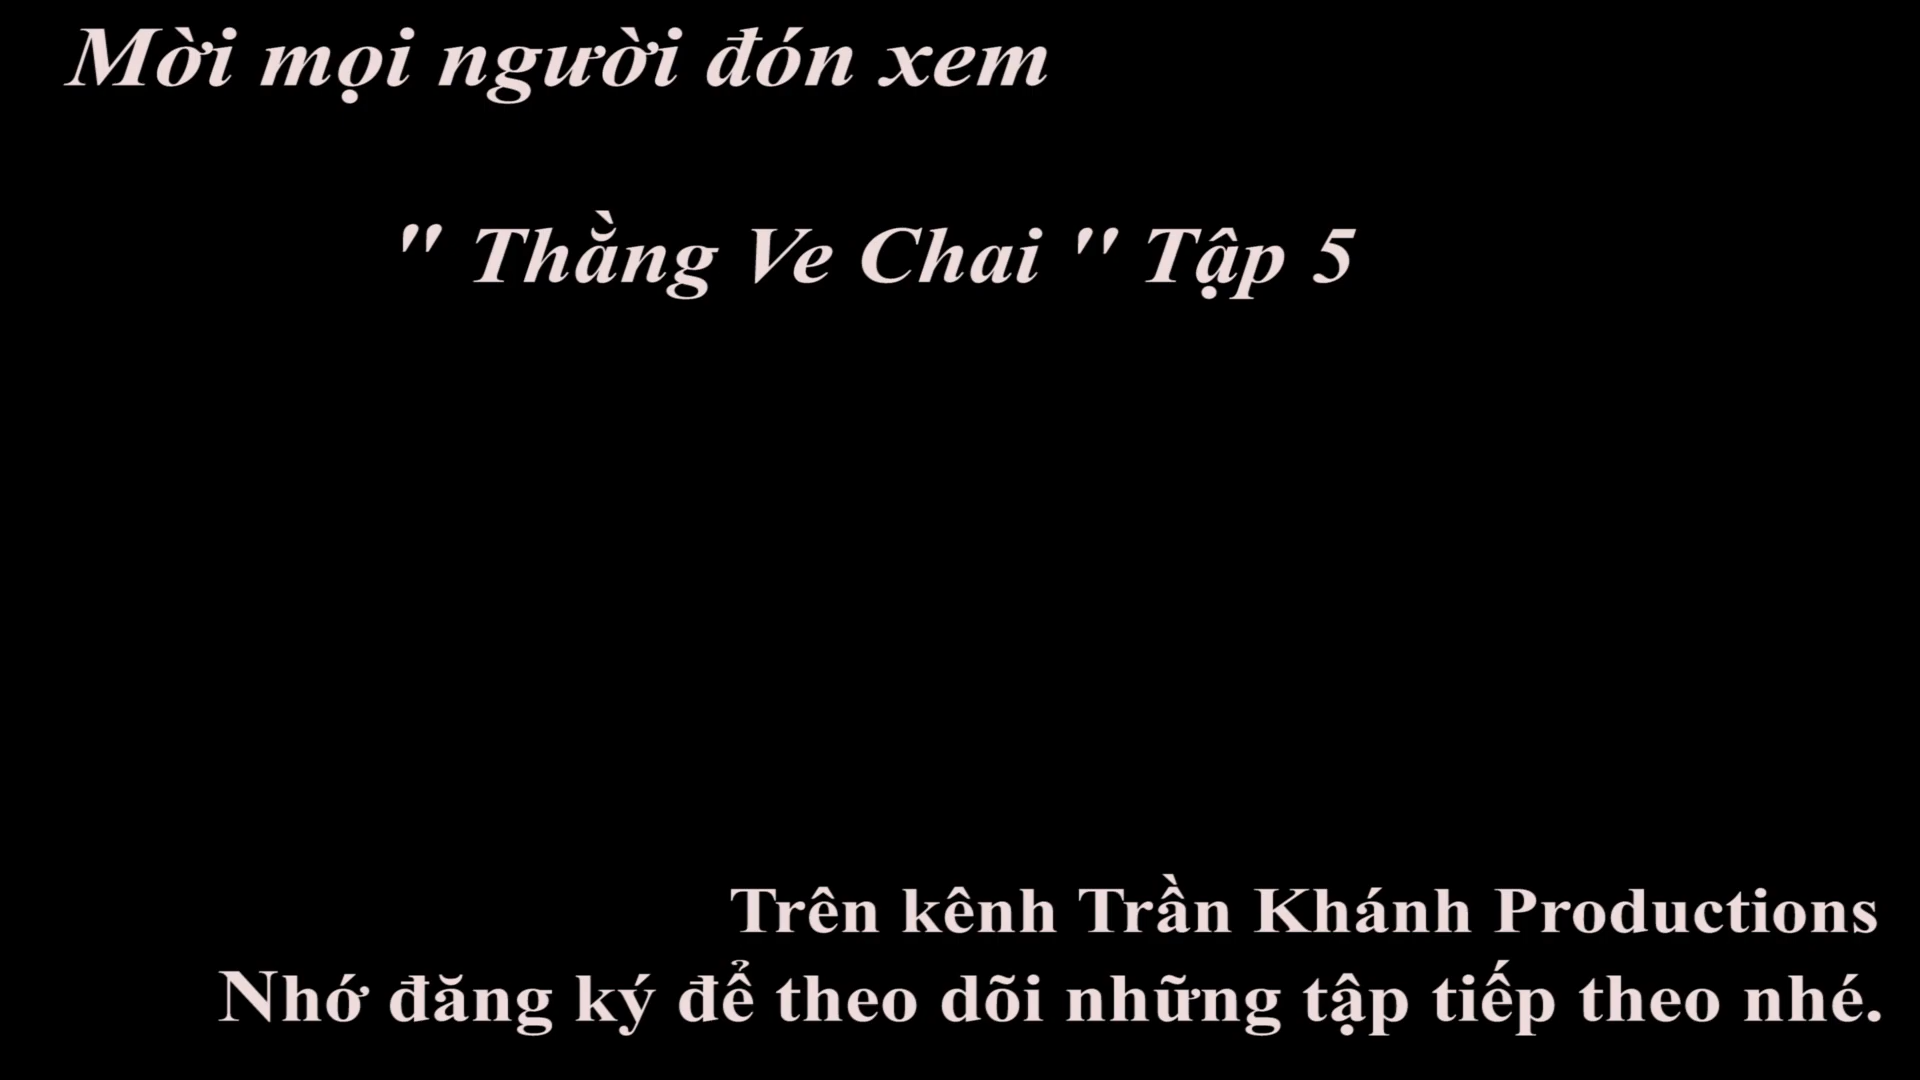 Mời mọi người đón xem
" Thằng Ve Chai " Tập 5
Trên kênh Trần Khánh Productions
Nhớ đăng ký để theo dõi những tập tiếp theo nhé.